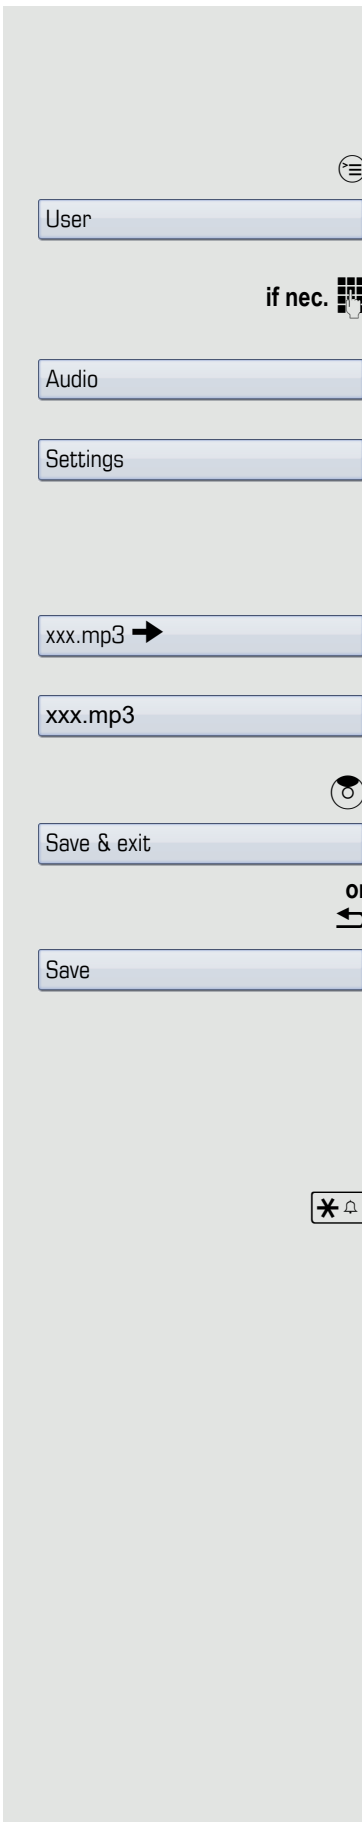 User
if nec.
Audio
Settings
xxx.mp3
xxx.mp3
Save & exit
or
Save